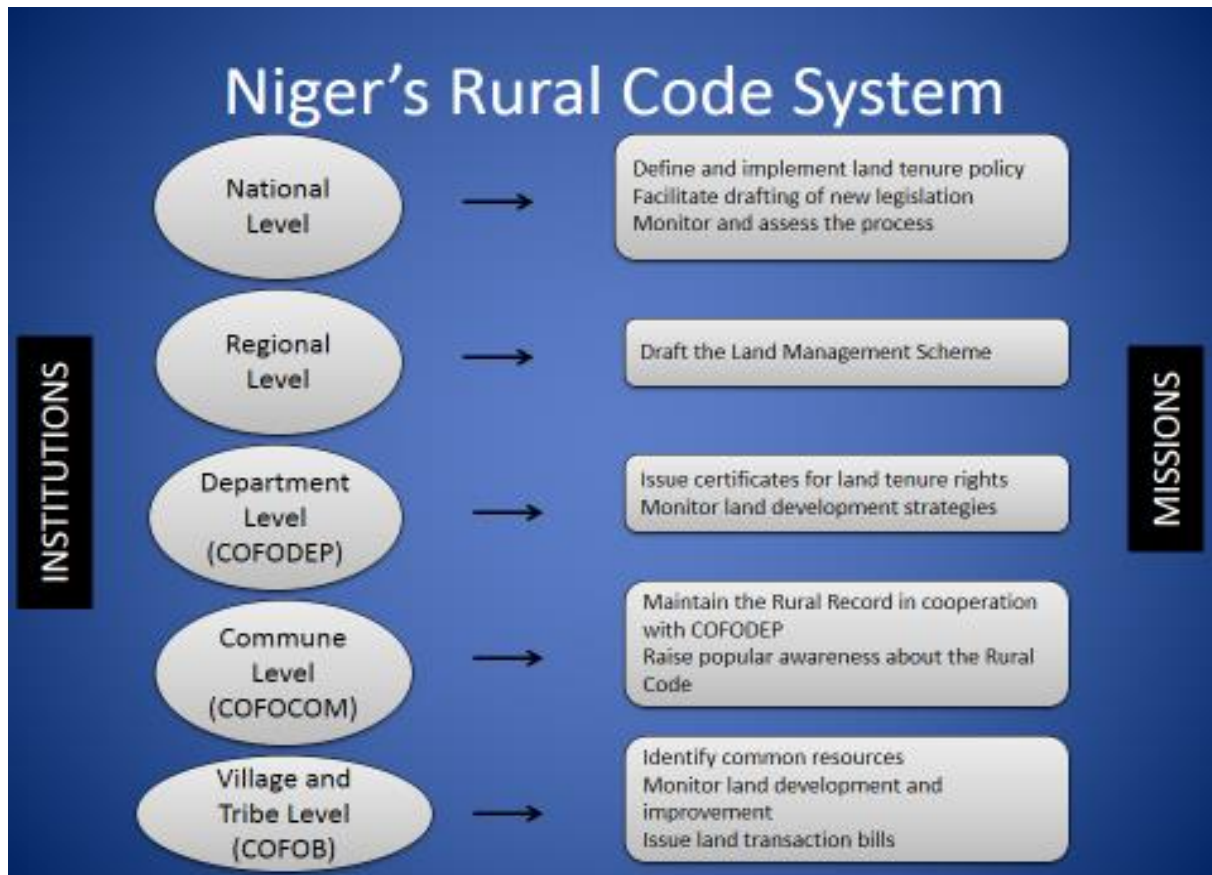 Niger's Rural Code System
INSTITUTIONS
MISSIONS
National
Level
Define and implement land tenure policy
Facilitate drafting of new legislation
Monitor and assess the process
Regional
Level
Draft the Land Management Scheme
Department
Level
(COFODEP)
Issue certificates for land tenure rights
Monitor land development strategies
Commune
Level
(COFOCOM)
Maintain the Rural Record in cooperation
with COFODEP
Raise popular awareness about the Rural
Code
Village and
Tribe Level
(COFOB)
Identify common resources
Monitor land development and
improvement
Issue land transaction bills